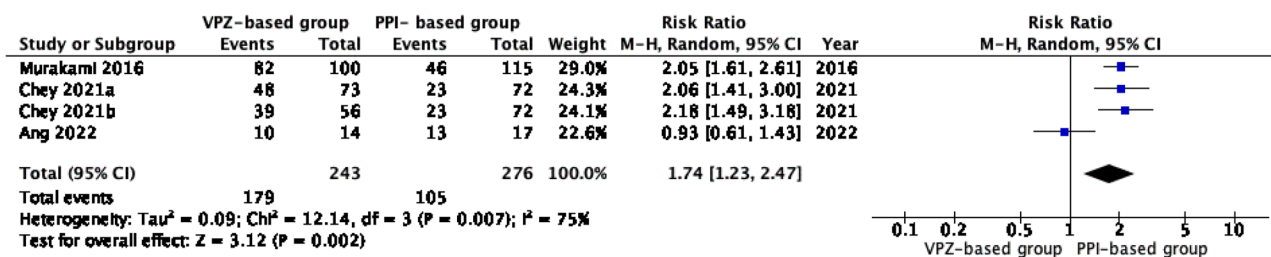 VPZ-based group PPI- based group Risk Ratio Risk Ratio
Study or Subgroup Events Total Events Total Weight M-H, Random, 95% CI Year M-H, Random, 95% CI
Murakami 2016 82 100 46 115 29.0% 2.05 [1.61, 2.61] 2016
Chey 2021a 48 73 23 72 24.3% 2.06 [1.41, 3.00] 2021
Chey 2021b 39 56 23 72 24.1% 2.18 [1.49, 3.18] 2021
Ang 2022 10 14 13 17 22.6% 0.93 [0.61, 1.43] 2022
Total (95% CI) 243 276 100.0% 1.74 [1.23, 2.47]
Total events 179 105
Heterogeneity: Tau² = 0.09; Chi² = 12.14, df = 3 (P = 0.007); I² = 75%
Test for overall effect: Z = 3.12 (P = 0.002)
0.1 0.2 0.5 1 2 5 10
VPZ-based group PPI-based group